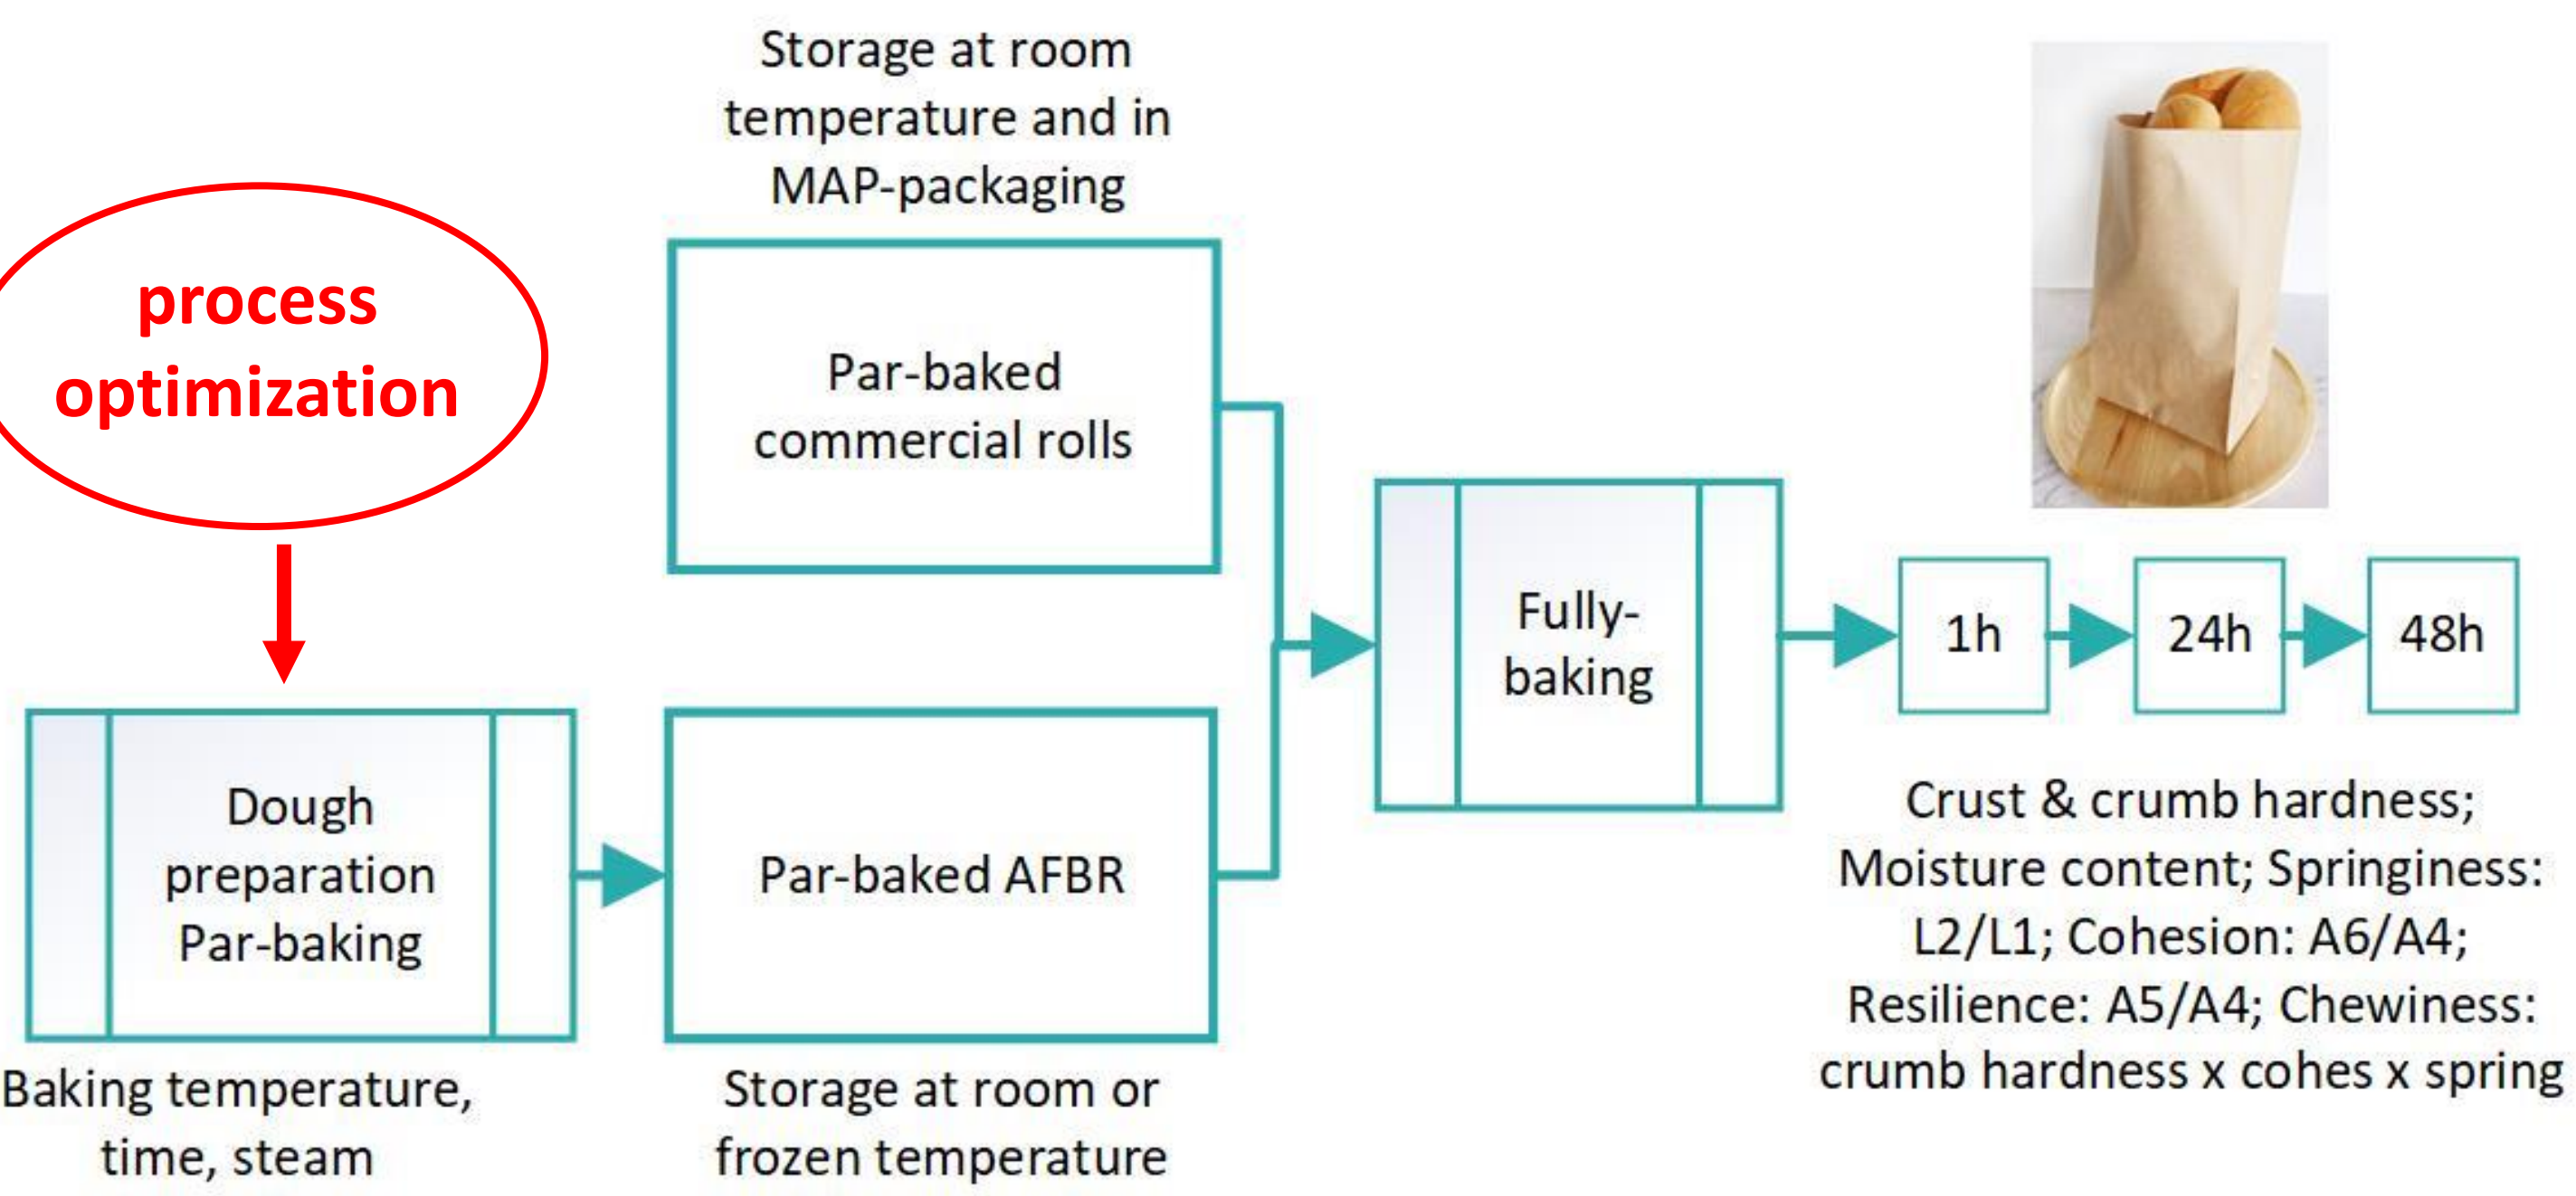 process
optimization
Storage at room
temperature and in
MAP-packaging
Par-baked
commercial rolls
Dough
preparation
Par-baking
Baking temperature,
time, steam
Par-baked AFBR
Storage at room or
frozen temperature
Fully-
baking
1h
24h
48h
Crust & crumb hardness;
Moisture content; Springiness:
L2/L1; Cohesion: A6/A4;
Resilience: A5/A4; Chewiness:
crumb hardness x cohes x spring